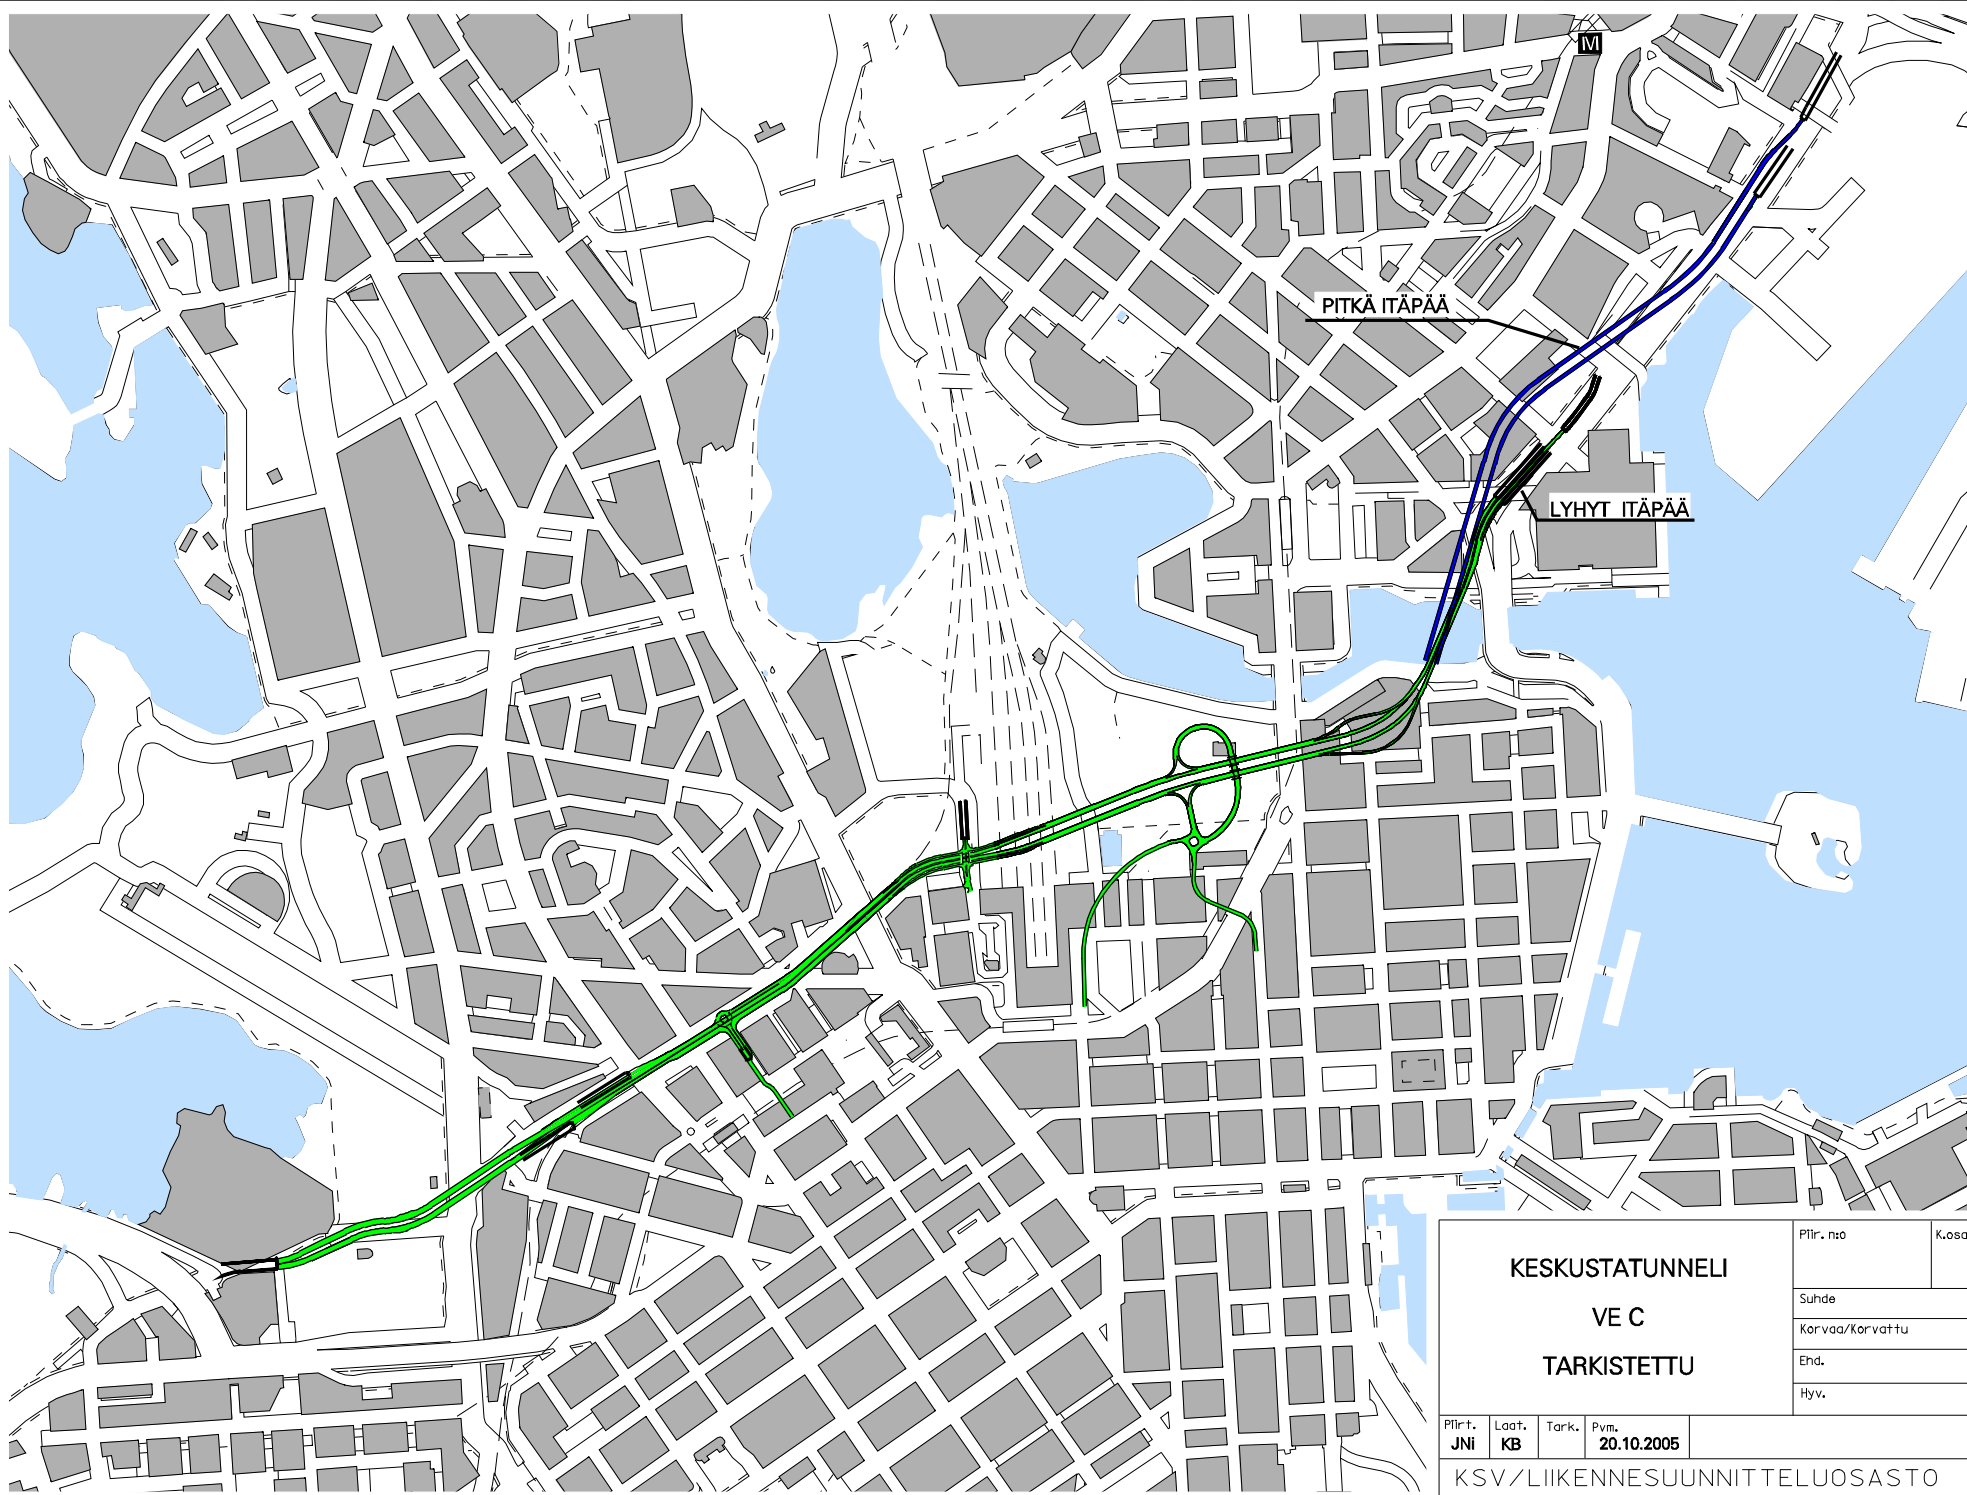 M
PITKÄ ITÄPÄÄ
LYHYT ITÄPÄÄ
KESKUSTATUNNELI
VE C
TARKISTETTU
Piir. n:o
K.osa
Suhde
Korvaa/Korvattu
Ehd.
Hyv.
Piirt.
JNi
Laat.
KB
Tark.
Pvm.
20.10.2005
KSV/LIIKENNESUUNNITTELUOSASTO